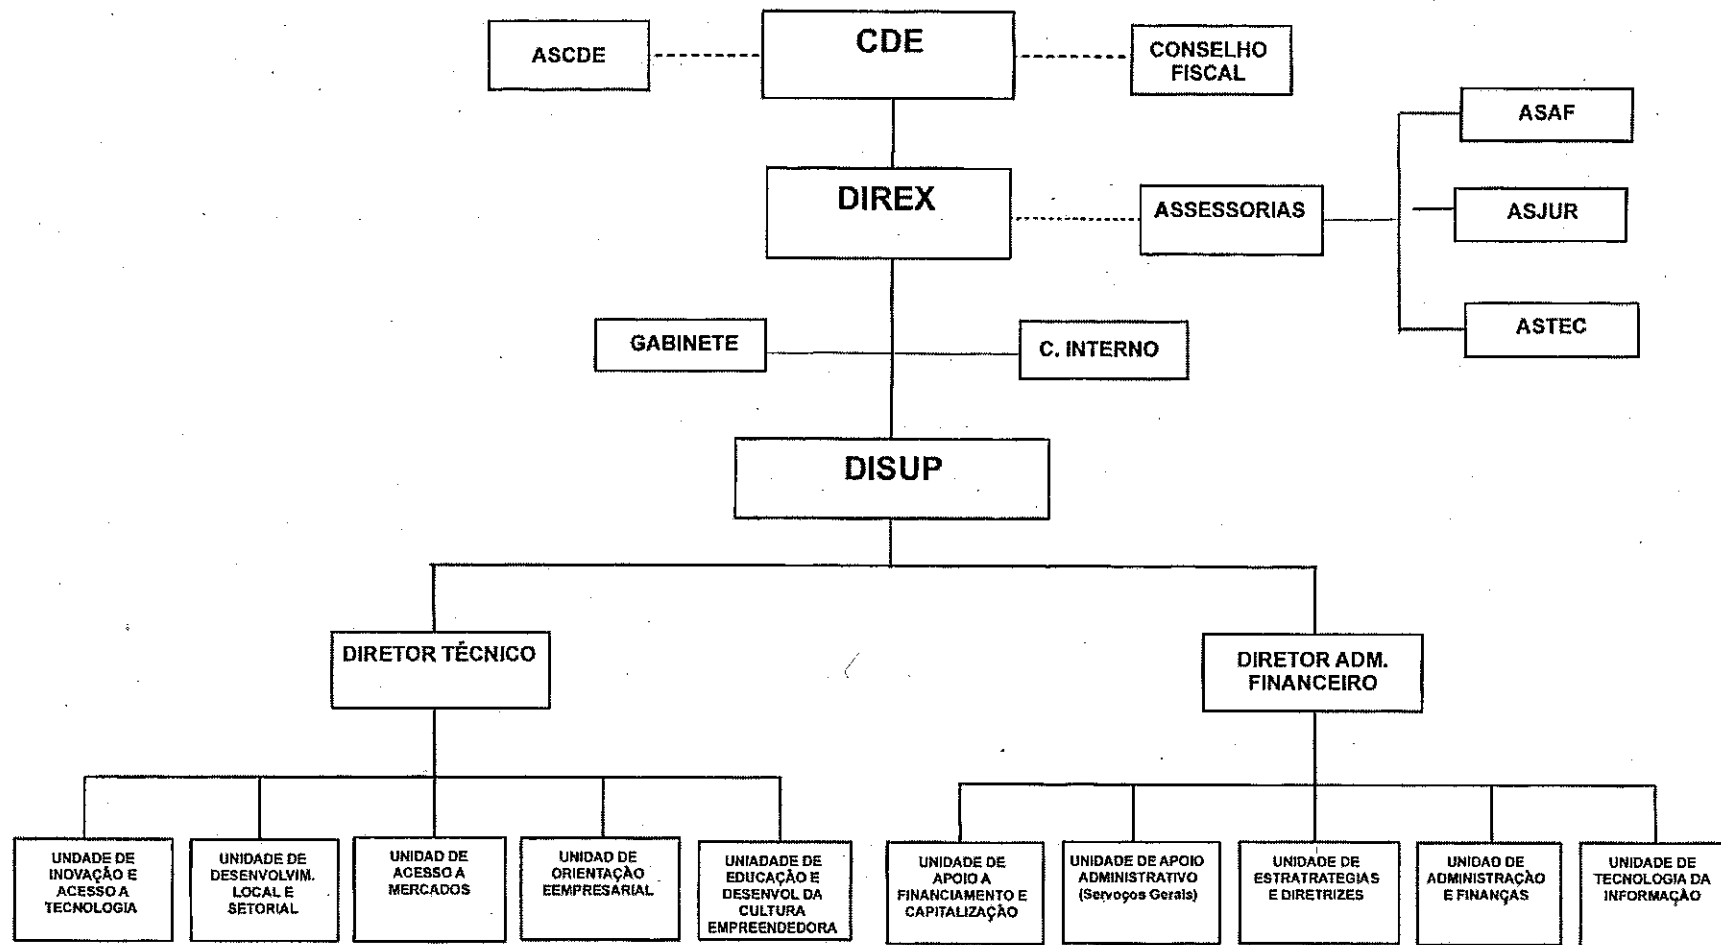 CDE
ASCDE
CONSELHO
FISCAL
ASAF
DIREX
ASSESSORIAS
ASJUR
GABINETE
C. INTERNO
ASTEC
DISUP
DIRETOR TÉCNICO
DIRETOR ADM.
FINANCEIRO
UNDADE DE
INOVAÇÃO E
ACESSO A
TECNOLOGIA
UNIDADE DE
DESENVOLVIM.
LOCAL E
SETORIAL
UNIDAD DE
ACESSO A
MERCADOS
UNIDAD DE
ORIENTAÇÃO
EEMPRESARIAL
UNIADADE DE
EDUCAÇÃO E
DESENVOL DA
CULTURA
EMPREENDEDORA
UNIDADE DE
APOIO A
FINANCIAMENTO E
CAPITALIZAÇÃO
UNIDADE DE APOIO
ADMINISTRATIVO
(Servoços Gerais)
UNIDADE DE
ESTRATRATEGIAS
E DIRETRIZES
UNIDAD DE
ADMINISTRAÇÃO
E FINANÇAS
UNIDADE DE
TECNOLOGIA DA
INFORMAÇÃO